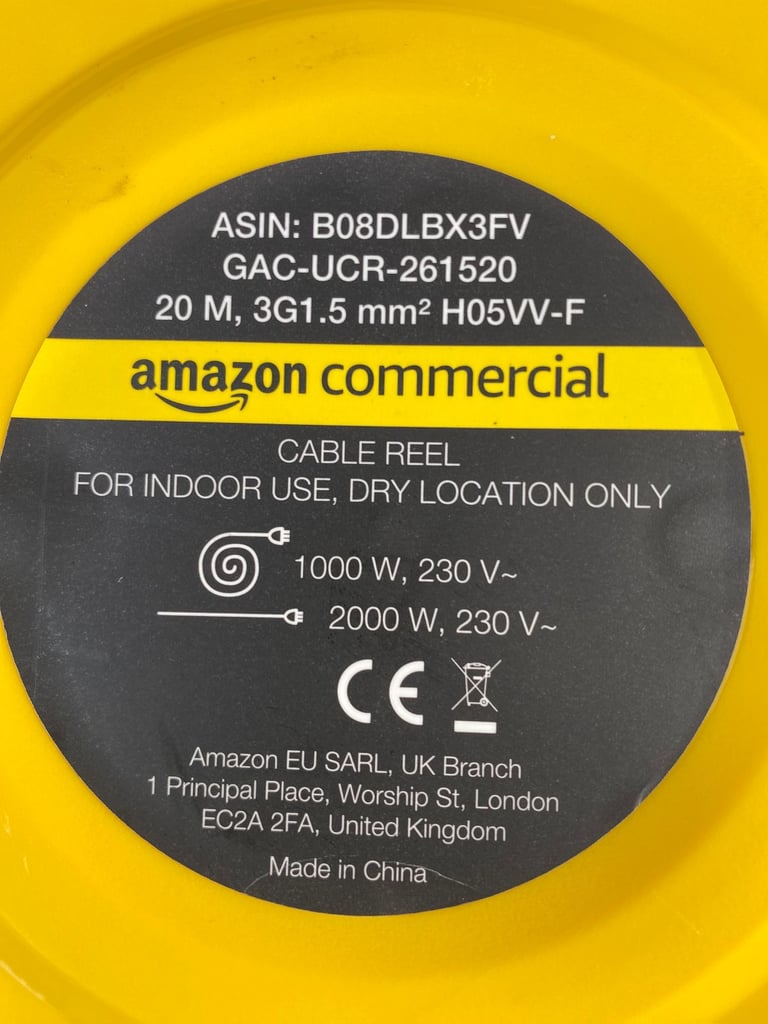 ASIN: B08DLBX3FV
GAC-UCR-261520
20 M, 3G1.5 mm² H05VV-F
amazon commercial
CABLE REEL
FOR INDOOR USE, DRY LOCATION ONLY
1000 W, 230 V~
2000 W, 230 V~
CE
Amazon EU SARL, UK Branch
1 Principal Place, Worship St, London
EC2A 2FA, United Kingdom
Made in China